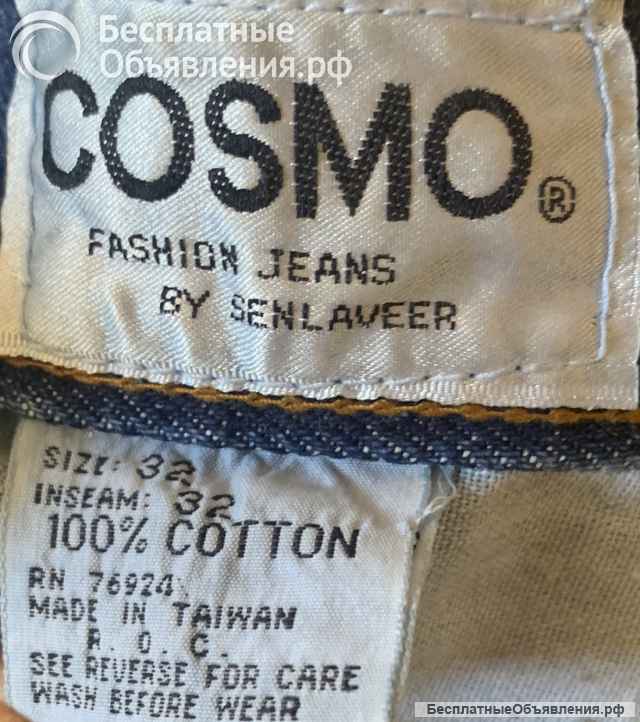 Бесплатные
Объявления.рф
COSMO®
FASHION JEANS
BY SENLAVEER
SIZE: 32
INSEAM: 32
100% COTTON
RN 76924
MADE IN TAIWAN
R. O. C.
SEE REVERSE FOR CARE
WASH BEFORE WEAR
БесплатныеОбъявления.рф